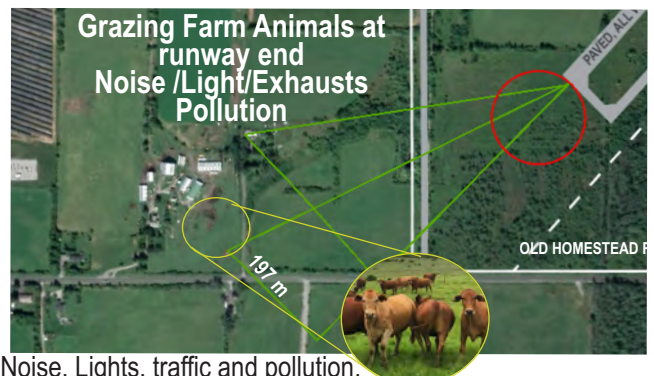 Grazing Farm Animals at
runway end
Noise /Light/Exhausts
Pollution
PAVED, ALL
OLD HOMESTEAD
197 m
Noise, Lights, traffic and pollution.